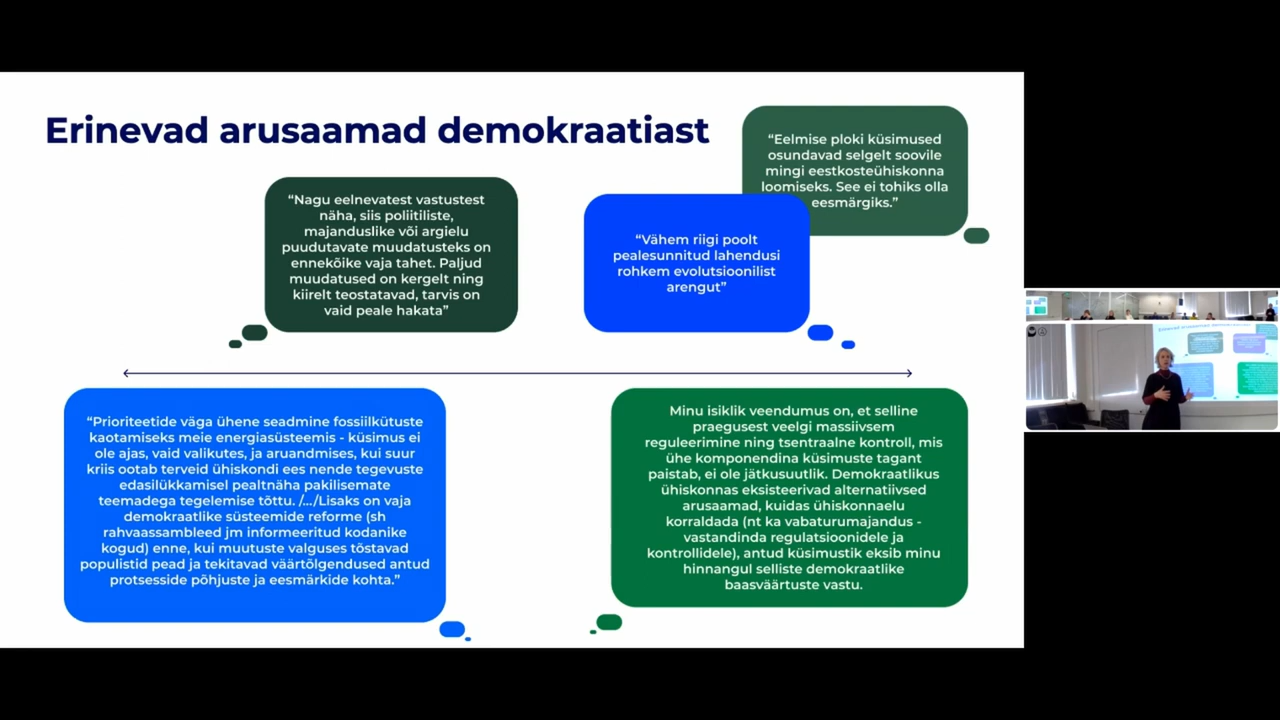 Erinevad arusaamad demokraatiast
“Eelmise ploki küsimused
osundavad selgelt soovile
mingi eestkosteühiskonna
loomiseks. See ei tohiks olla
eesmärgiks.”
“Nagu eelnevatest vastustest
näha, siis poliitiliste,
majanduslike või argielu
puudutavate muudatusteks on
ennekõike vaja tahet. Paljud
muudatused on kergelt ning
kiirelt teostatavad, tarvis on
vaid peale hakata”
“Vähem riigi poolt
pealesunnitud lahendusi
rohkem evolutsioonilist
arengut”
“Prioriteetide väga ühene seadmine fossiilkütuste
kaotamiseks meie energiasüsteemis - küsimus ei
ole ajas, vaid valikutes, ja aruandmises, kui suur
kriis ootab terveid ühiskondi ees nende tegevuste
edasilükkamisel pealtnäha pakilisemate
teemadega tegelemise tõttu. /.../Lisaks on vaja
demokraatlike süsteemide reforme (sh
rahvaassambleed jm informeeritud kodanike
kogud) enne, kui muutuste valguses tõstavad
populistid pead ja tekitavad väärtõlgendused antud
protsesside põhjuste ja eesmärkide kohta.”
Minu isiklik veendumus on, et selline
praegusest veelgi massiivsem
reguleerimine ning tsentraalne kontroll, mis
ühe komponendina küsimuste tagant
paistab, ei ole jätkusuutlik. Demokraatlikus
ühiskonnas eksisteerivad alternatiivsed
arusaamad, kuidas ühiskonnaelu
korraldada (nt ka vabaturumajandus -
vastandinda regulatsioonidele ja
kontrollidele), antud küsimustik eksib minu
hinnangul selliste demokraatlike
baasväärtuste vastu.